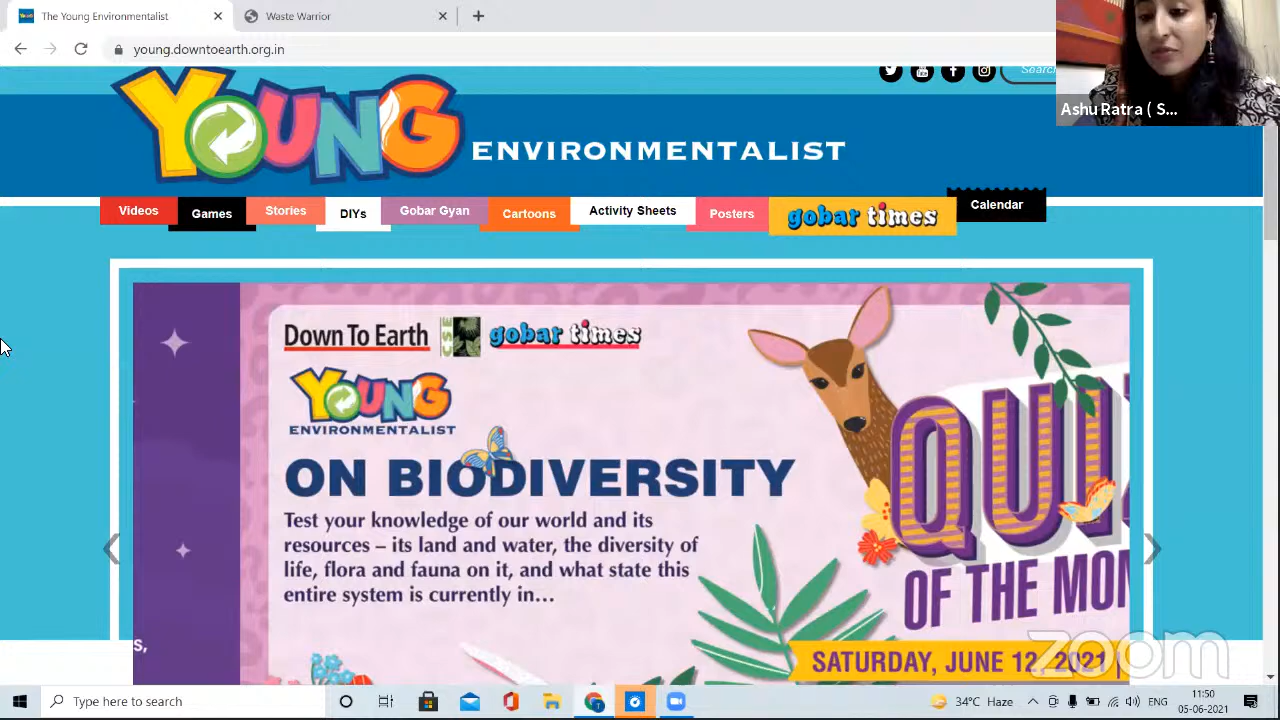 The Young Environmentalist
Waste Warrior
young.downtoearth.org.in
Search
Ashu Ratra ( S...
YOUNG
ENVIRONMENTALIST
Videos
Games
Stories
DIYs
Gobar Gyan
Cartoons
Activity Sheets
Posters
gobar times
Calendar
Down To Earth
CSE
gobar times
YOUNG
ENVIRONMENTALIST
ON BIODIVERSITY
Test your knowledge of our world and its
resources – its land and water, the diversity of
life, flora and fauna on it, and what state this
entire system is currently in...
QUI
OF THE MON
s,
SATURDAY, JUNE 12, 2021
zoom
Type here to search
34°C Haze
ENG
11:50
05-06-2021